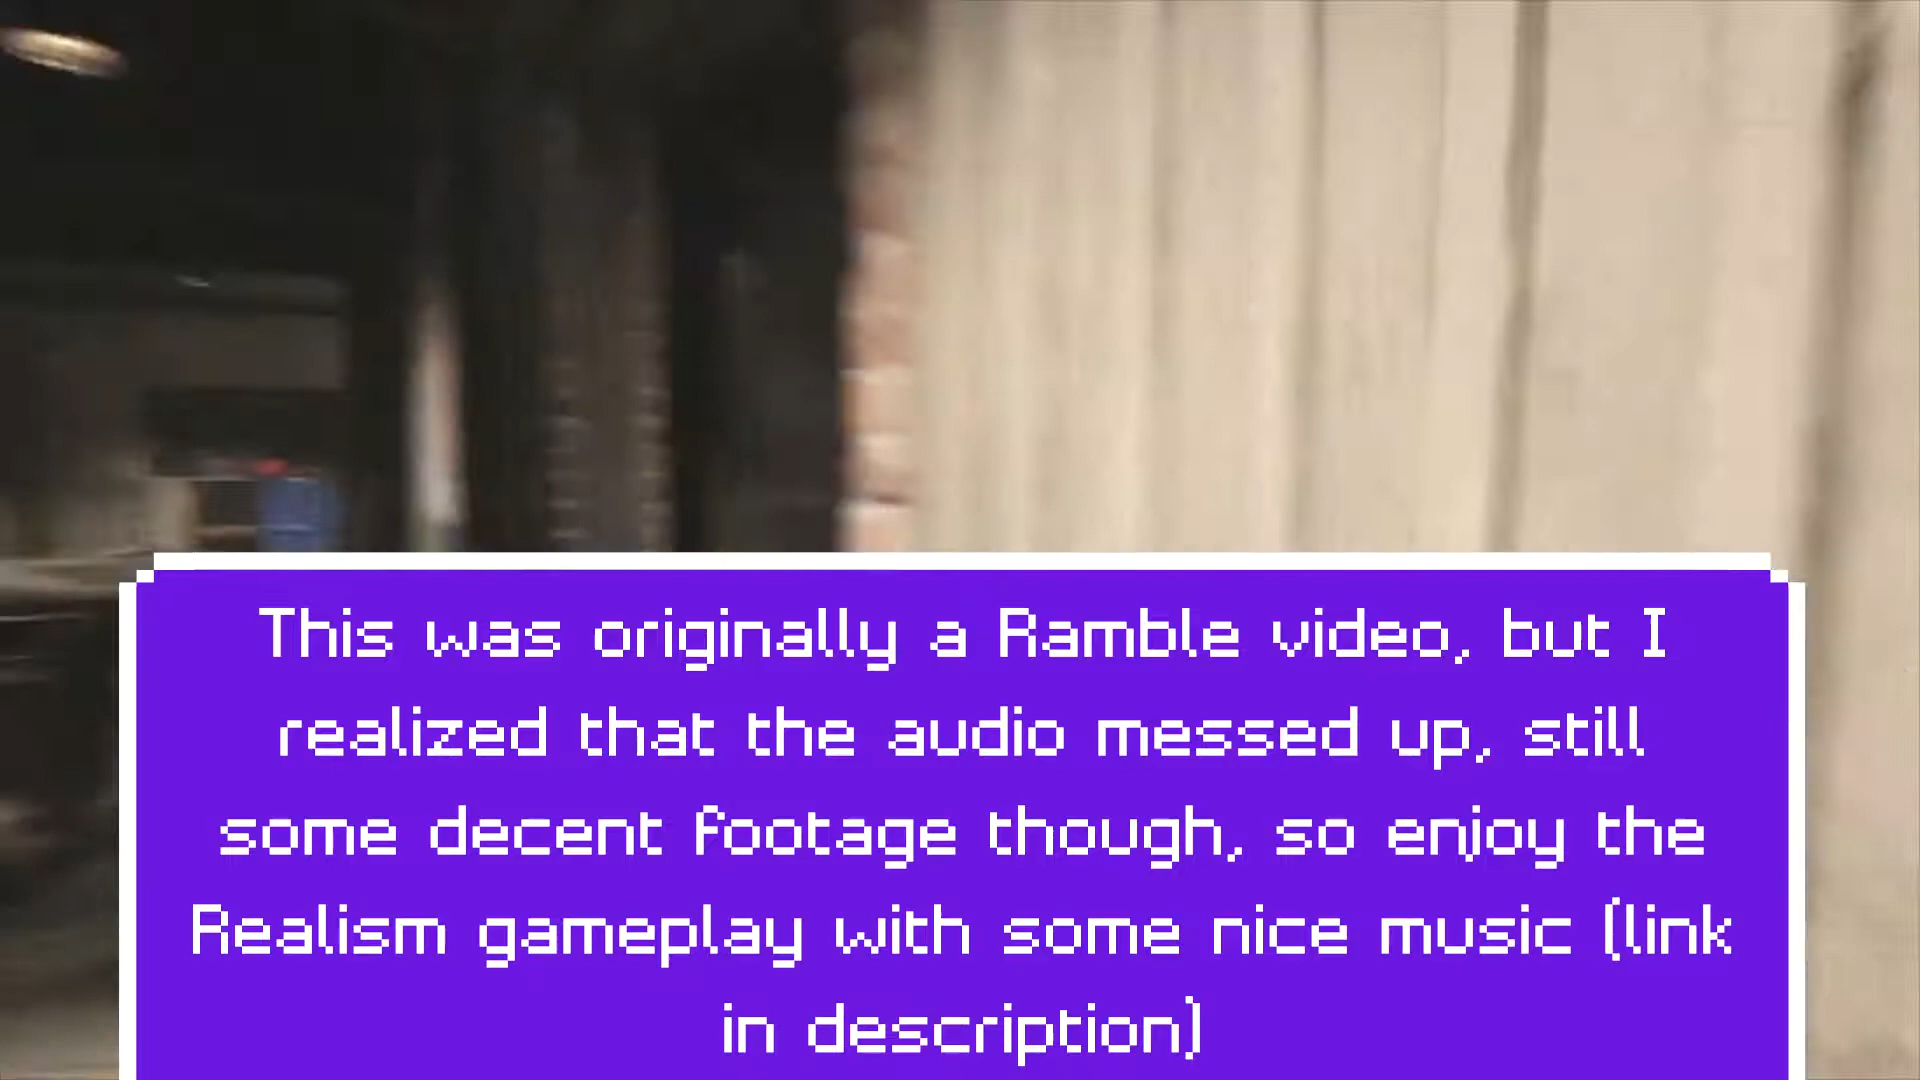 This was originally a Ramble video, but I
realized that the audio messed up, still
some decent footage though, so enjoy the
Realism gameplay with some nice music (link
in description)